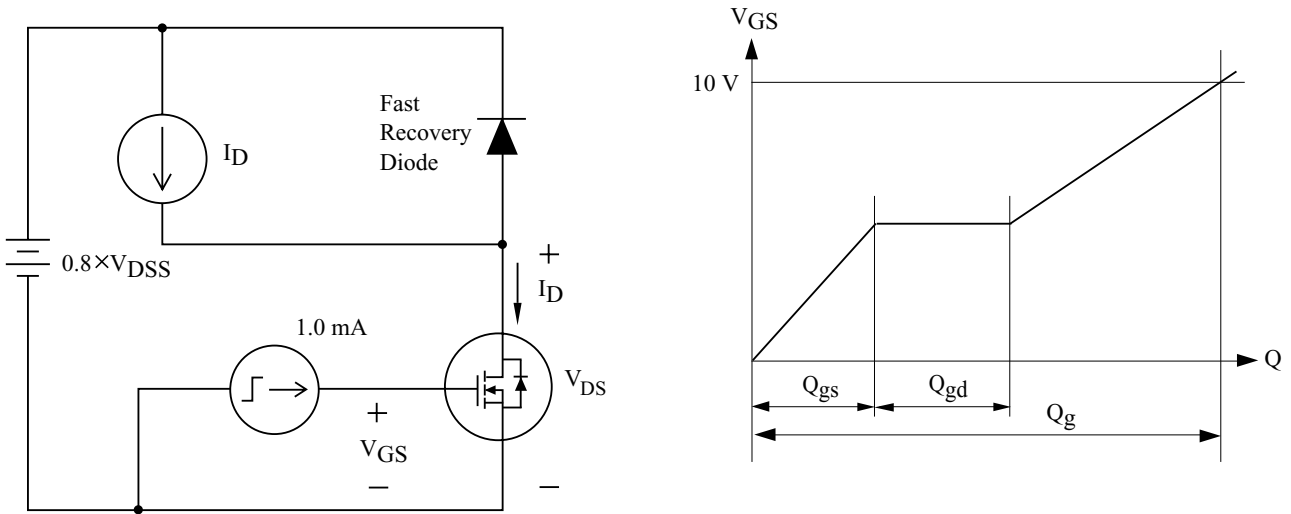 I_D
Fast
Recovery
Diode
0.8×V_DSS
+
I_D
1.0 mA
+
V_GS
−
V_DS
−
V_GS
10 V
Q
Q_gs
Q_gd
Q_g